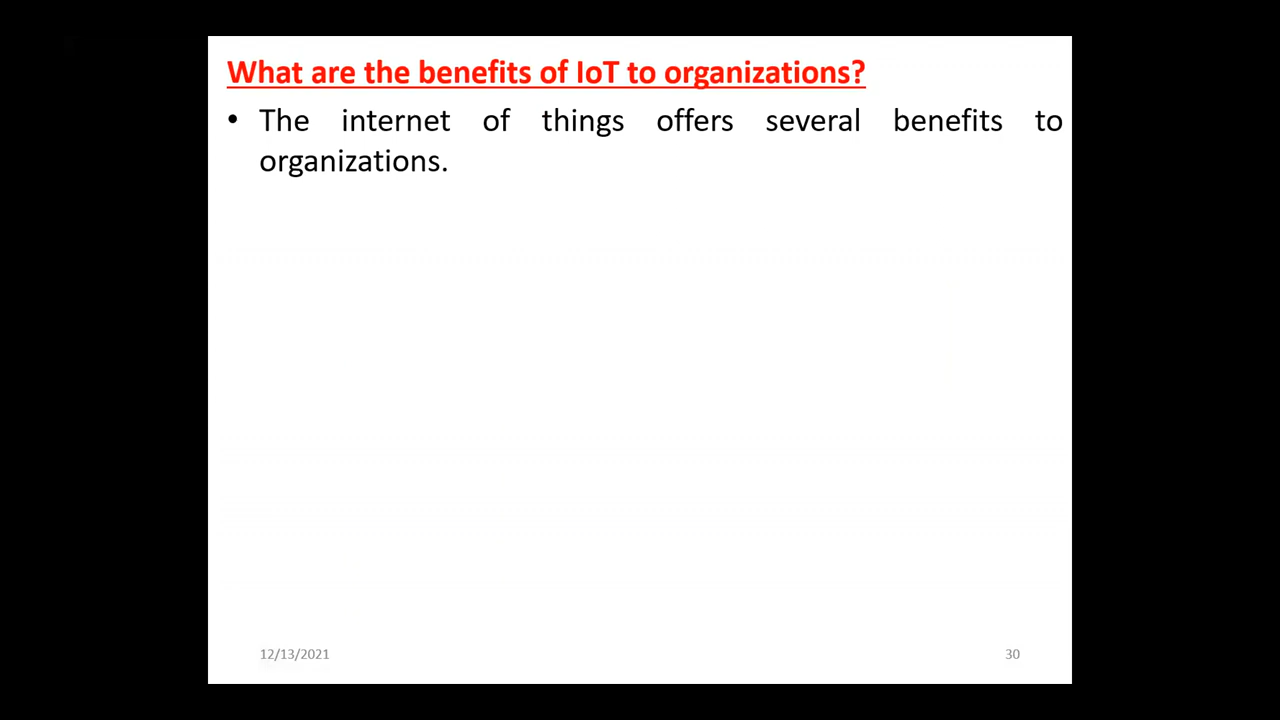 What are the benefits of IoT to organizations?
• The internet of things offers several benefits to
organizations.
12/13/2021
30